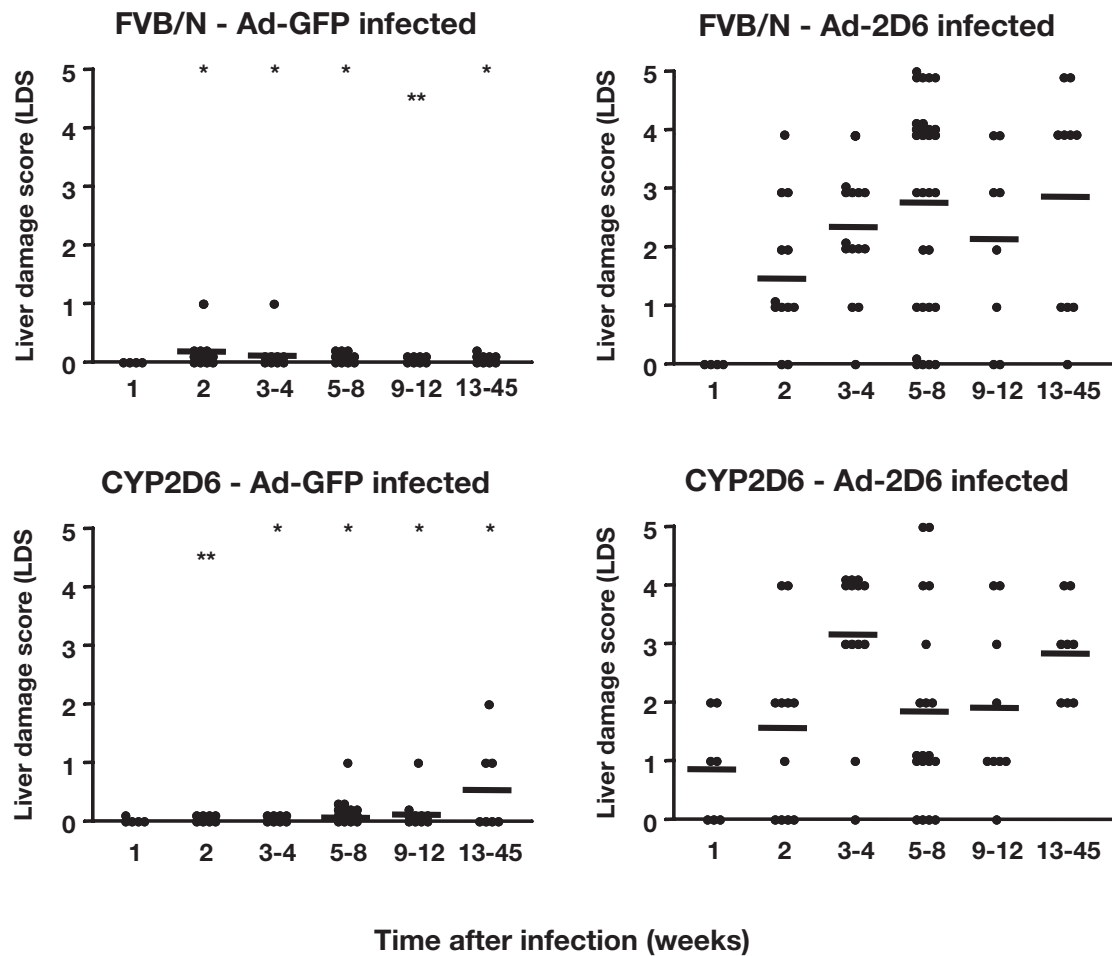 FVB/N - Ad-GFP infected
Liver damage score (LDS
5
4
3
2
1
0
* * * ** *
1 2 3-4 5-8 9-12 13-45
FVB/N - Ad-2D6 infected
Liver damage score (LDS
5
4
3
2
1
0
1 2 3-4 5-8 9-12 13-45
CYP2D6 - Ad-GFP infected
Liver damage score (LDS
5
4
3
2
1
0
** * * * *
1 2 3-4 5-8 9-12 13-45
CYP2D6 - Ad-2D6 infected
Liver damage score (LDS
5
4
3
2
1
0
1 2 3-4 5-8 9-12 13-45
Time after infection (weeks)